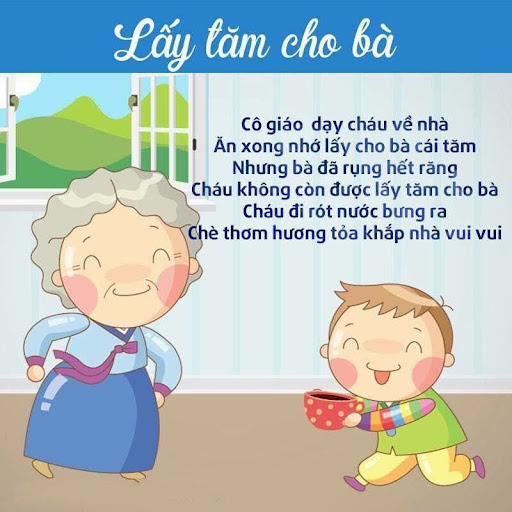 Lấy tăm cho bà
Cô giáo dạy cháu về nhà
Ăn xong nhớ lấy cho bà cái tăm
Nhưng bà đã rụng hết răng
Cháu không còn được lấy tăm cho bà
Cháu đi rót nước bưng ra
Chè thơm hương tỏa khắp nhà vui vui